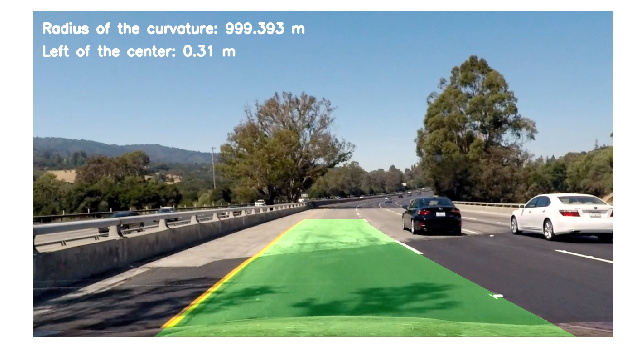 Radius of the curvature: 999.393 m
Left of the center: 0.31 m